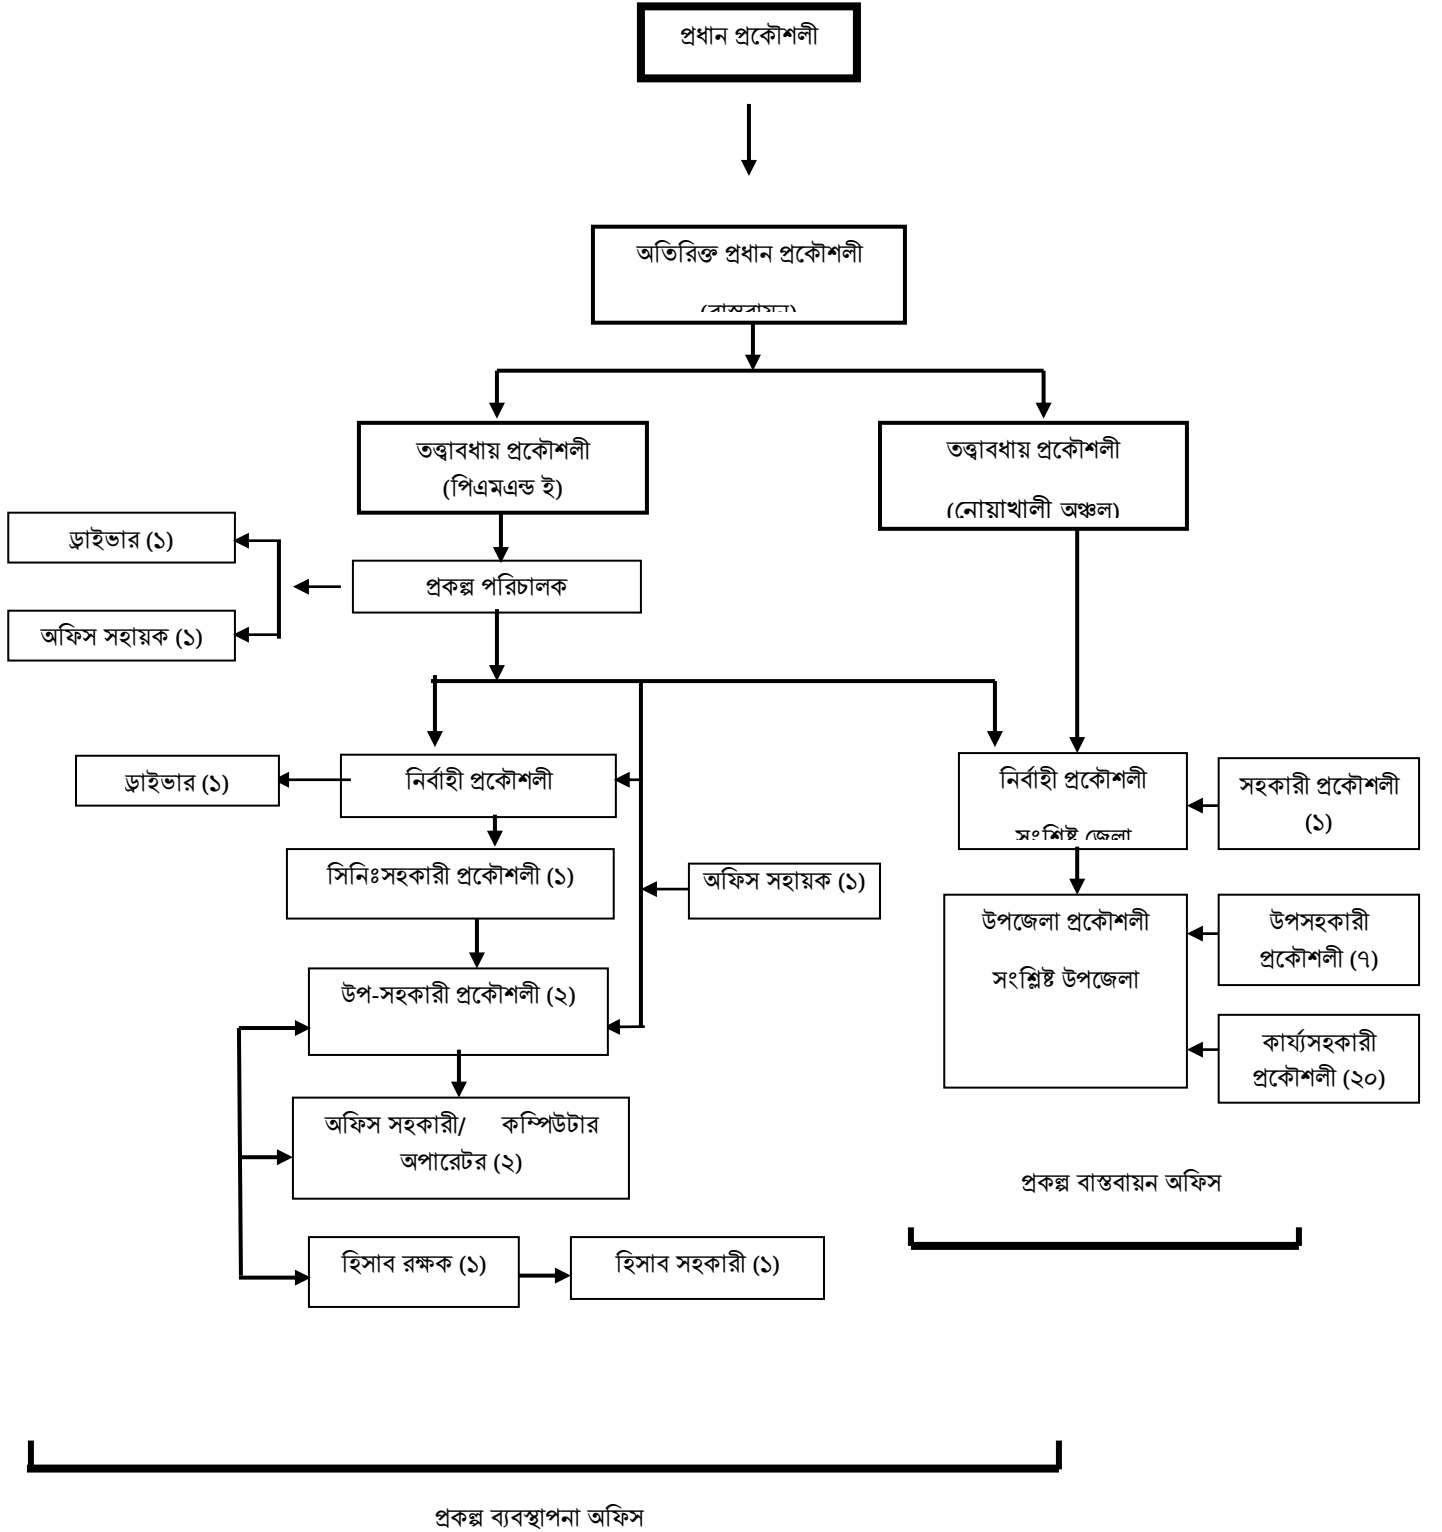 প্রধান প্রকৌশলী
অতিরিক্ত প্রধান প্রকৌশলী
(বাস্তবায়ন)
তত্ত্বাবধায় প্রকৌশলী
(পিএমএন্ড ই)
তত্ত্বাবধায় প্রকৌশলী
(নোয়াখালী অঞ্চল)
ড্রাইভার (১)
প্রকল্প পরিচালক
অফিস সহায়ক (১)
ড্রাইভার (১)
নির্বাহী প্রকৌশলী
নির্বাহী প্রকৌশলী
সংশ্লিষ্ট জেলা
সহকারী প্রকৌশলী
(১)
সিনিঃসহকারী প্রকৌশলী (১)
অফিস সহায়ক (১)
উপজেলা প্রকৌশলী
সংশ্লিষ্ট উপজেলা
উপসহকারী
প্রকৌশলী (৭)
উপ-সহকারী প্রকৌশলী (২)
কার্য্যসহকারী
প্রকৌশলী (২০)
অফিস সহকারী/ কম্পিউটার
অপারেটর (২)
প্রকল্প বাস্তবায়ন অফিস
হিসাব রক্ষক (১)
হিসাব সহকারী (১)
প্রকল্প ব্যবস্থাপনা অফিস